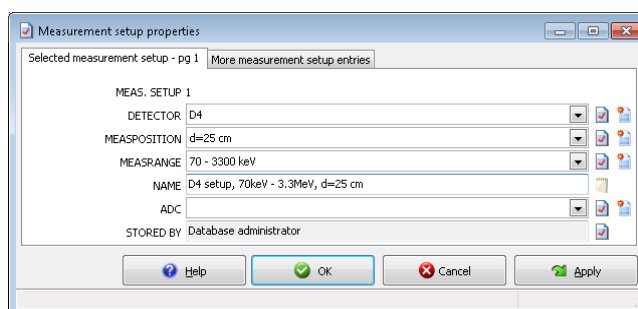 Measurement setup properties
Selected measurement setup - pg 1 More measurement setup entries
MEAS. SETUP 1
DETECTOR D4
MEASPOSITION d=25 cm
MEASRANGE 70 - 3300 keV
NAME D4 setup, 70keV - 3.3MeV, d=25 cm
ADC
STORED BY Database administrator
Help OK Cancel Apply